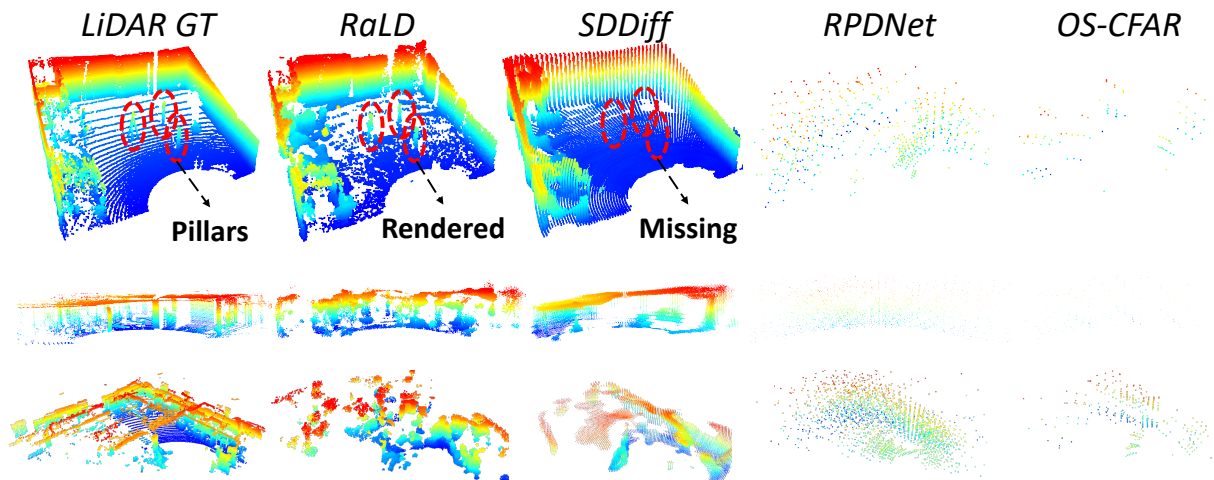 LiDAR GT
RaLD
SDDiff
RPDNet
OS-CFAR
Pillars
Rendered
Missing